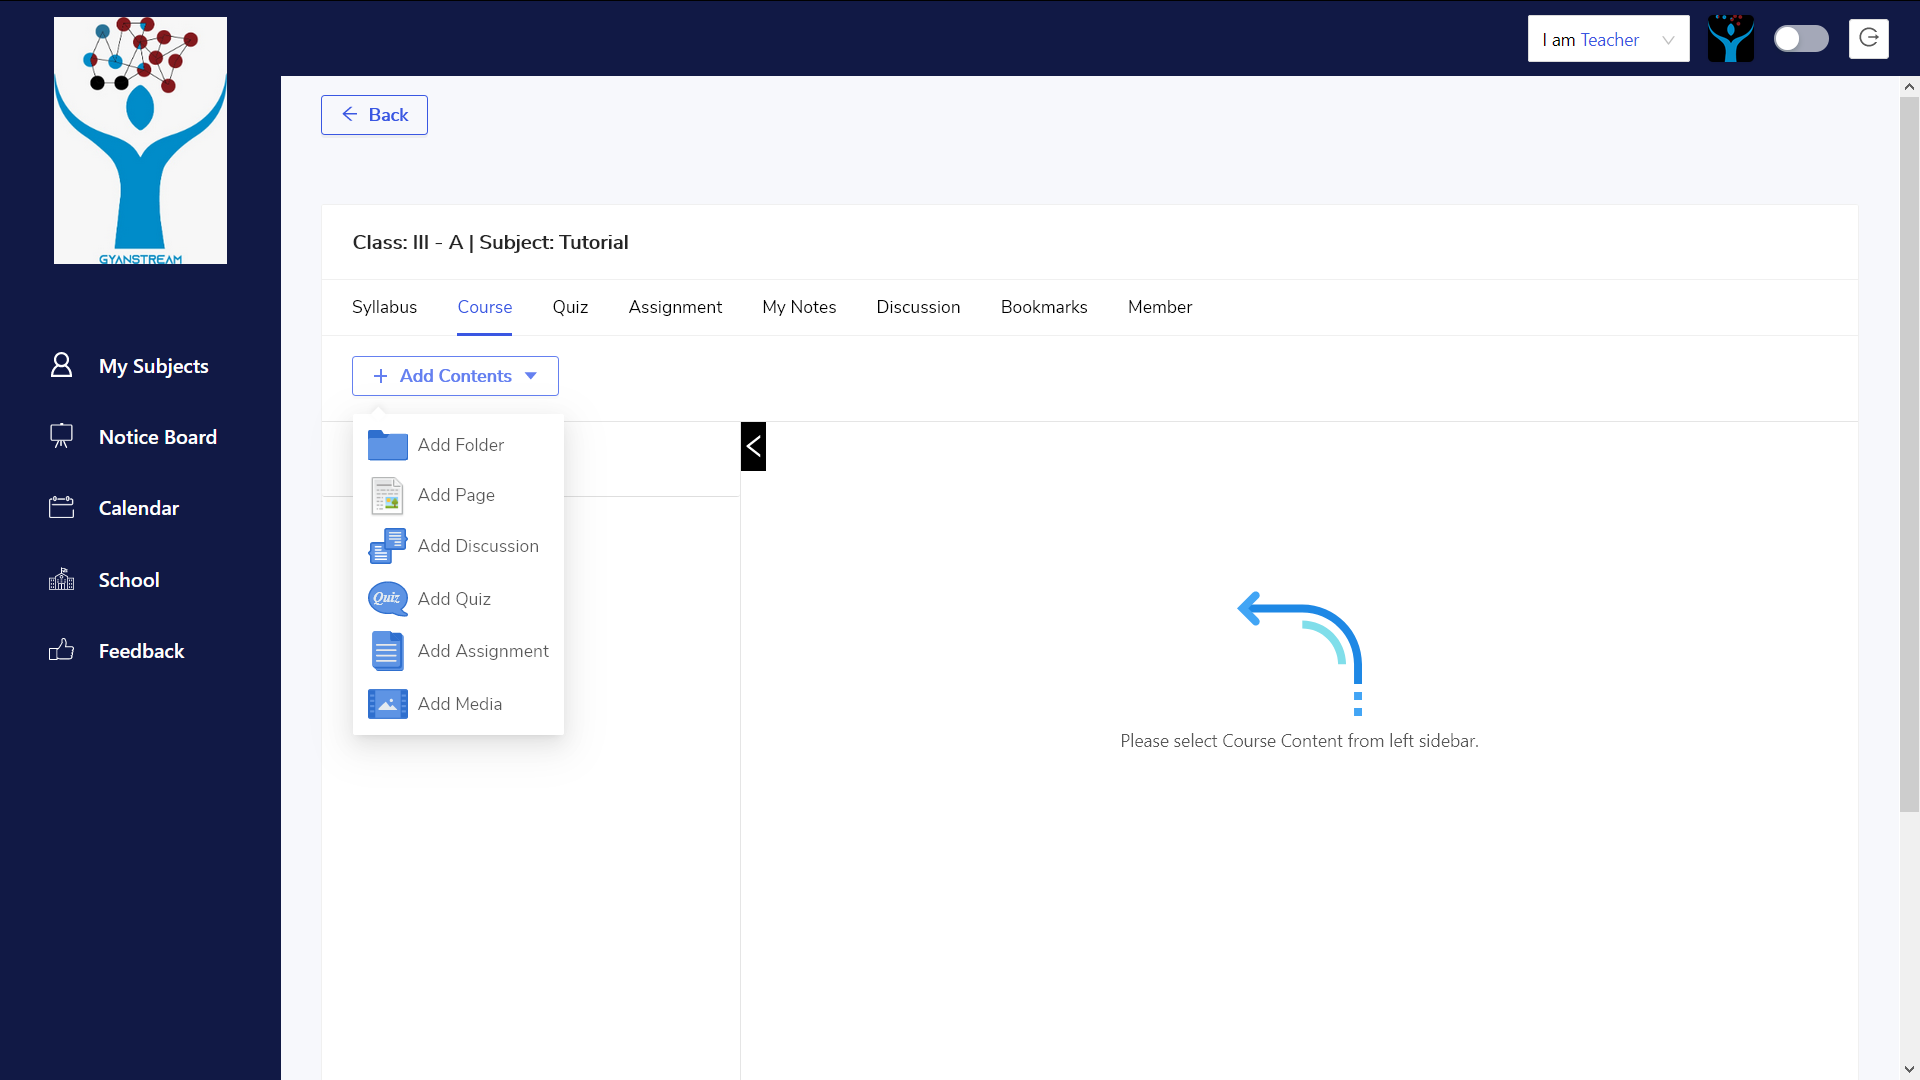 I am Teacher
GYANSTREAM
Back
Class: III - A | Subject: Tutorial
Syllabus Course Quiz Assignment My Notes Discussion Bookmarks Member
Add Contents
My Subjects
Notice Board
Calendar
School
Feedback
Add Folder
Add Page
Add Discussion
Quiz Add Quiz
Add Assignment
Add Media
Please select Course Content from left sidebar.